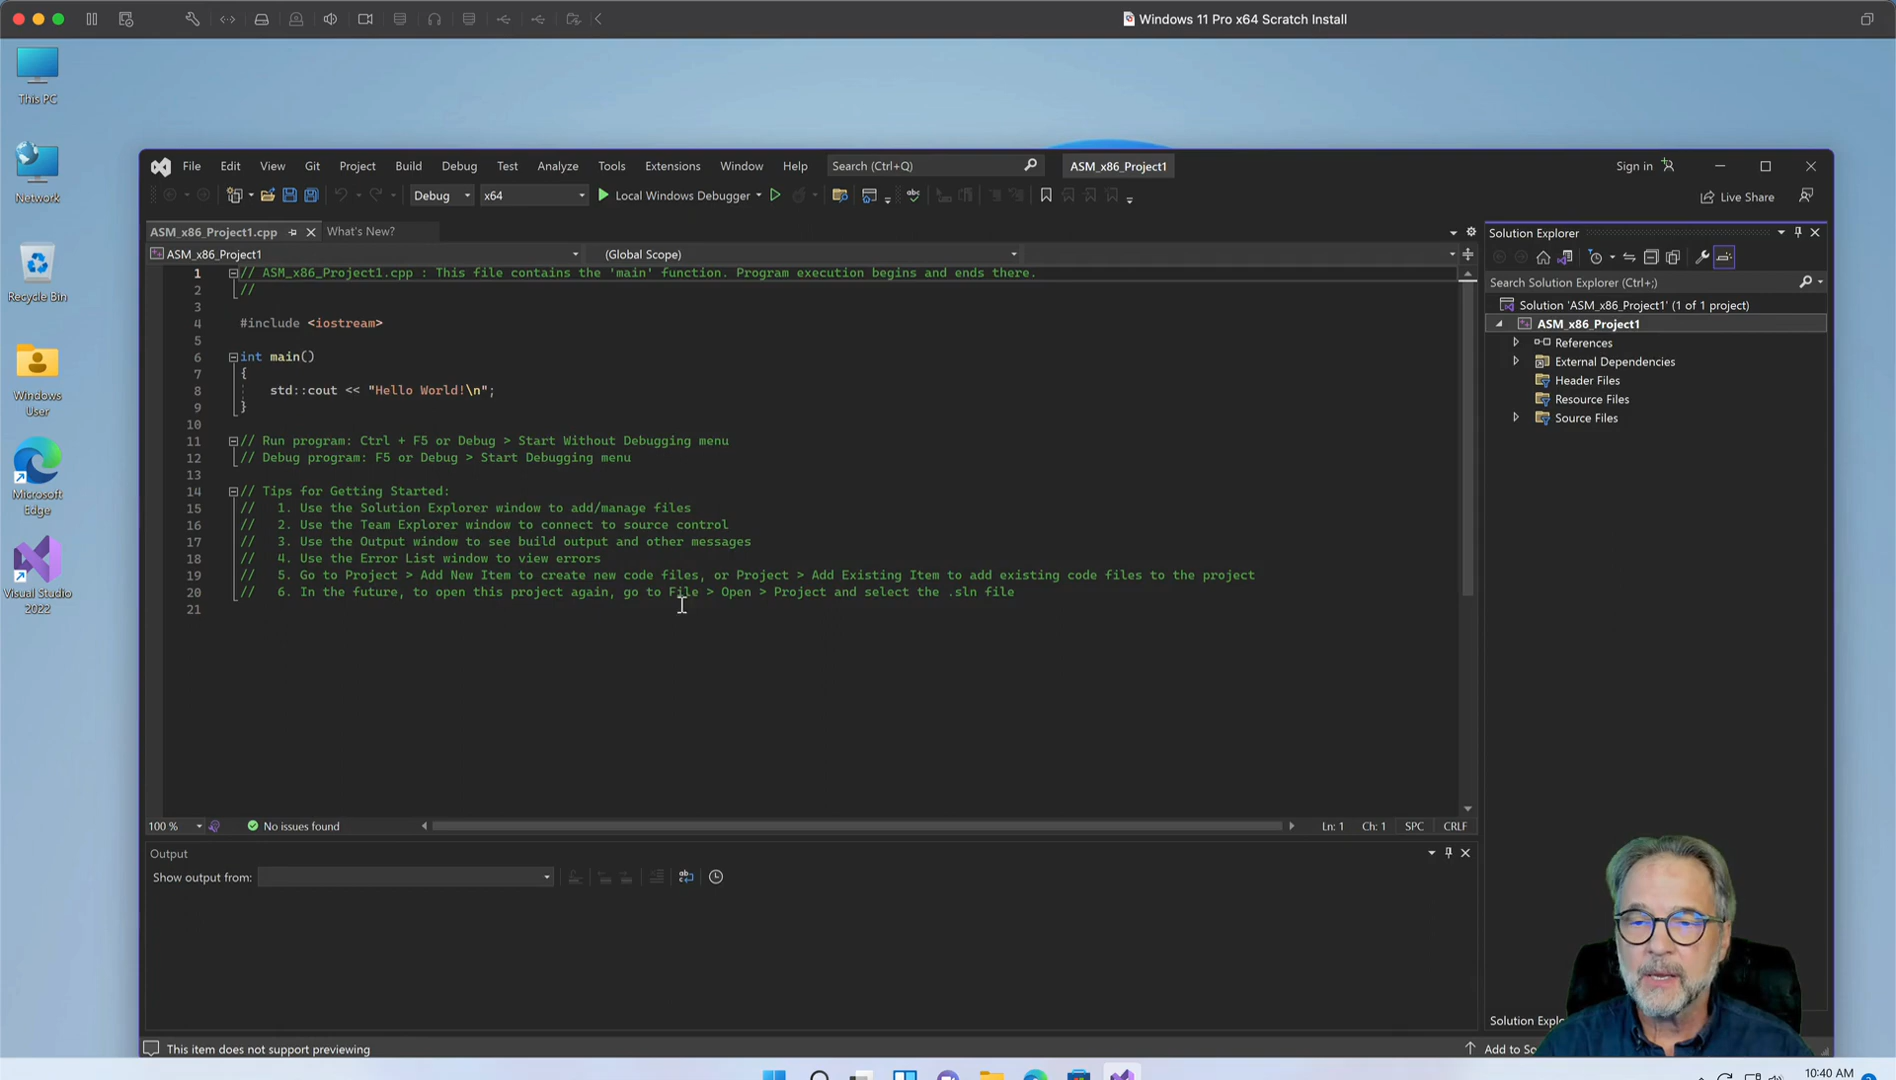 Windows 11 Pro x64 Scratch Install
This PC
Network
Recycle Bin
Windows
User
Microsoft
Edge
Visual Studio
2022
File Edit View Git Project Build Debug Test Analyze Tools Extensions Window Help Search (Ctrl+Q) ASM_x86_Project1 Sign in
Debug x64 Local Windows Debugger Live Share
ASM_x86_Project1.cpp What's New?
ASM_x86_Project1 (Global Scope)
1 // ASM_x86_Project1.cpp : This file contains the 'main' function. Program execution begins and ends there.
2 //
3
4 #include <iostream>
5
6 int main()
7 {
8 std::cout << "Hello World!\n";
9 }
10
11 // Run program: Ctrl + F5 or Debug > Start Without Debugging menu
12 // Debug program: F5 or Debug > Start Debugging menu
13
14 // Tips for Getting Started:
15 // 1. Use the Solution Explorer window to add/manage files
16 // 2. Use the Team Explorer window to connect to source control
17 // 3. Use the Output window to see build output and other messages
18 // 4. Use the Error List window to view errors
19 // 5. Go to Project > Add New Item to create new code files, or Project > Add Existing Item to add existing code files to the project
20 // 6. In the future, to open this project again, go to File > Open > Project and select the .sln file
21
100 % No issues found Ln: 1 Ch: 1 SPC CRLF
Output
Show output from:
This item does not support previewing
Solution Explorer
Search Solution Explorer (Ctrl+;)
Solution 'ASM_x86_Project1' (1 of 1 project)
ASM_x86_Project1
References
External Dependencies
Header Files
Resource Files
Source Files
Solution Explo
Add to So
10:40 AM